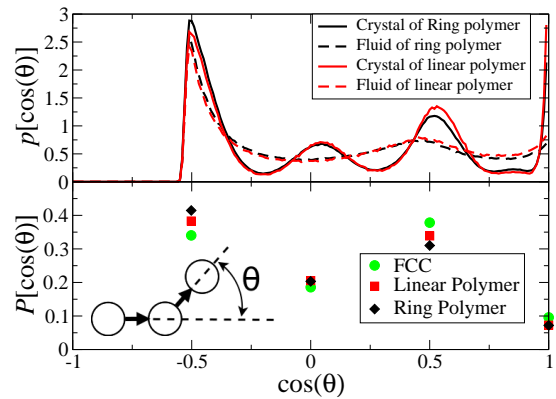 3
2.5
2
1.5
1
0.5
0
p[cos(θ)]
Crystal of Ring polymer
Fluid of ring polymer
Crystal of linear polymer
Fluid of linear polymer
0.4
0.3
0.2
0.1
0
P[cos(θ)]
θ
FCC
Linear Polymer
Ring Polymer
-1 -0.5 0 0.5 1
cos(θ)